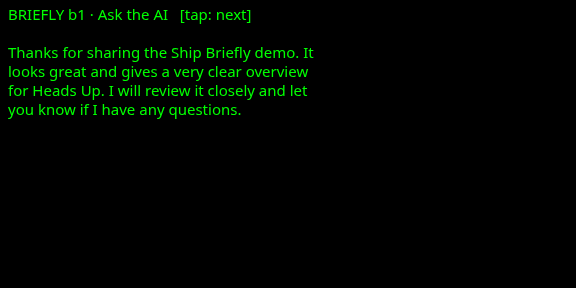 BRIEFLY b1 · Ask the AI [tap: next]
Thanks for sharing the Ship Briefly demo. It
looks great and gives a very clear overview
for Heads Up. I will review it closely and let
you know if I have any questions.